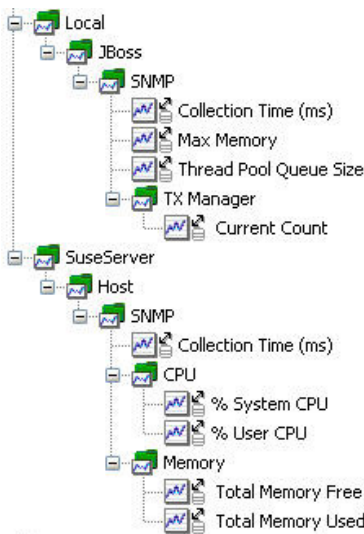 Local
JBoss
SNMP
Collection Time (ms)
Max Memory
Thread Pool Queue Size
TX Manager
Current Count
SuseServer
Host
SNMP
Collection Time (ms)
CPU
% System CPU
% User CPU
Memory
Total Memory Free
Total Memory Used